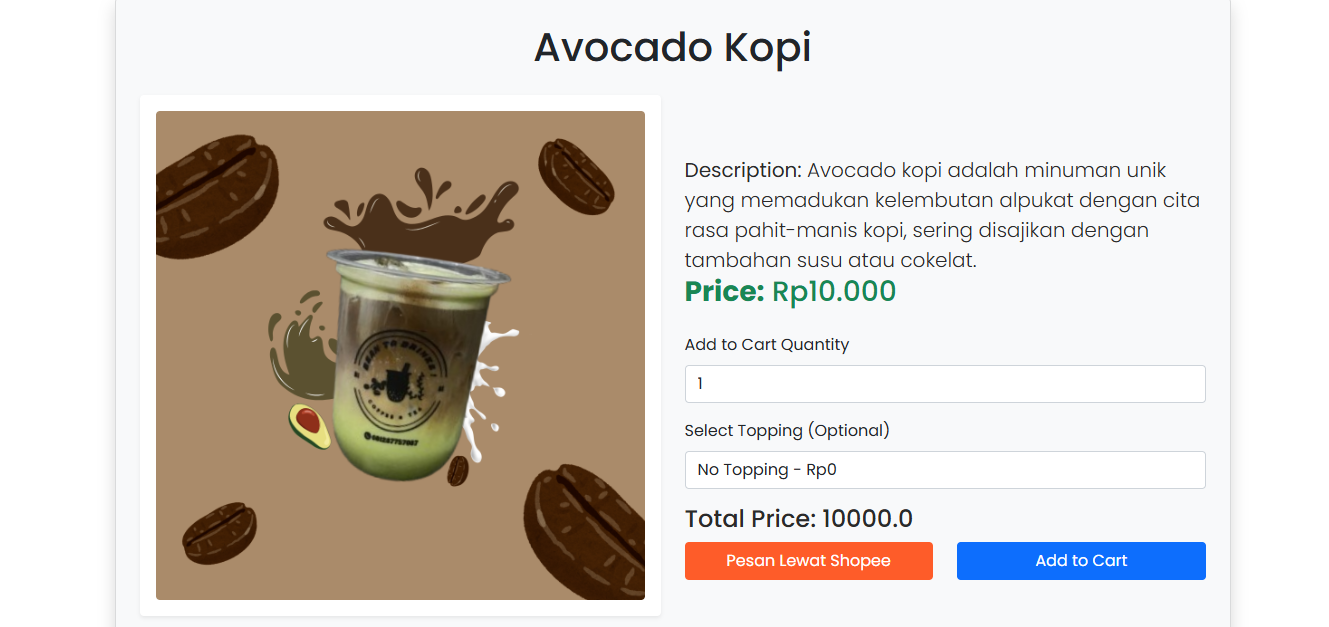 Avocado Kopi
Description: Avocado kopi adalah minuman unik
yang memadukan kelembutan alpukat dengan cita
rasa pahit-manis kopi, sering disajikan dengan
tambahan susu atau cokelat.
Price: Rp10.000
Add to Cart Quantity
1
Select Topping (Optional)
No Topping - Rp0
Total Price: 10000.0
Pesan Lewat Shopee
Add to Cart
COFFEE & TEA